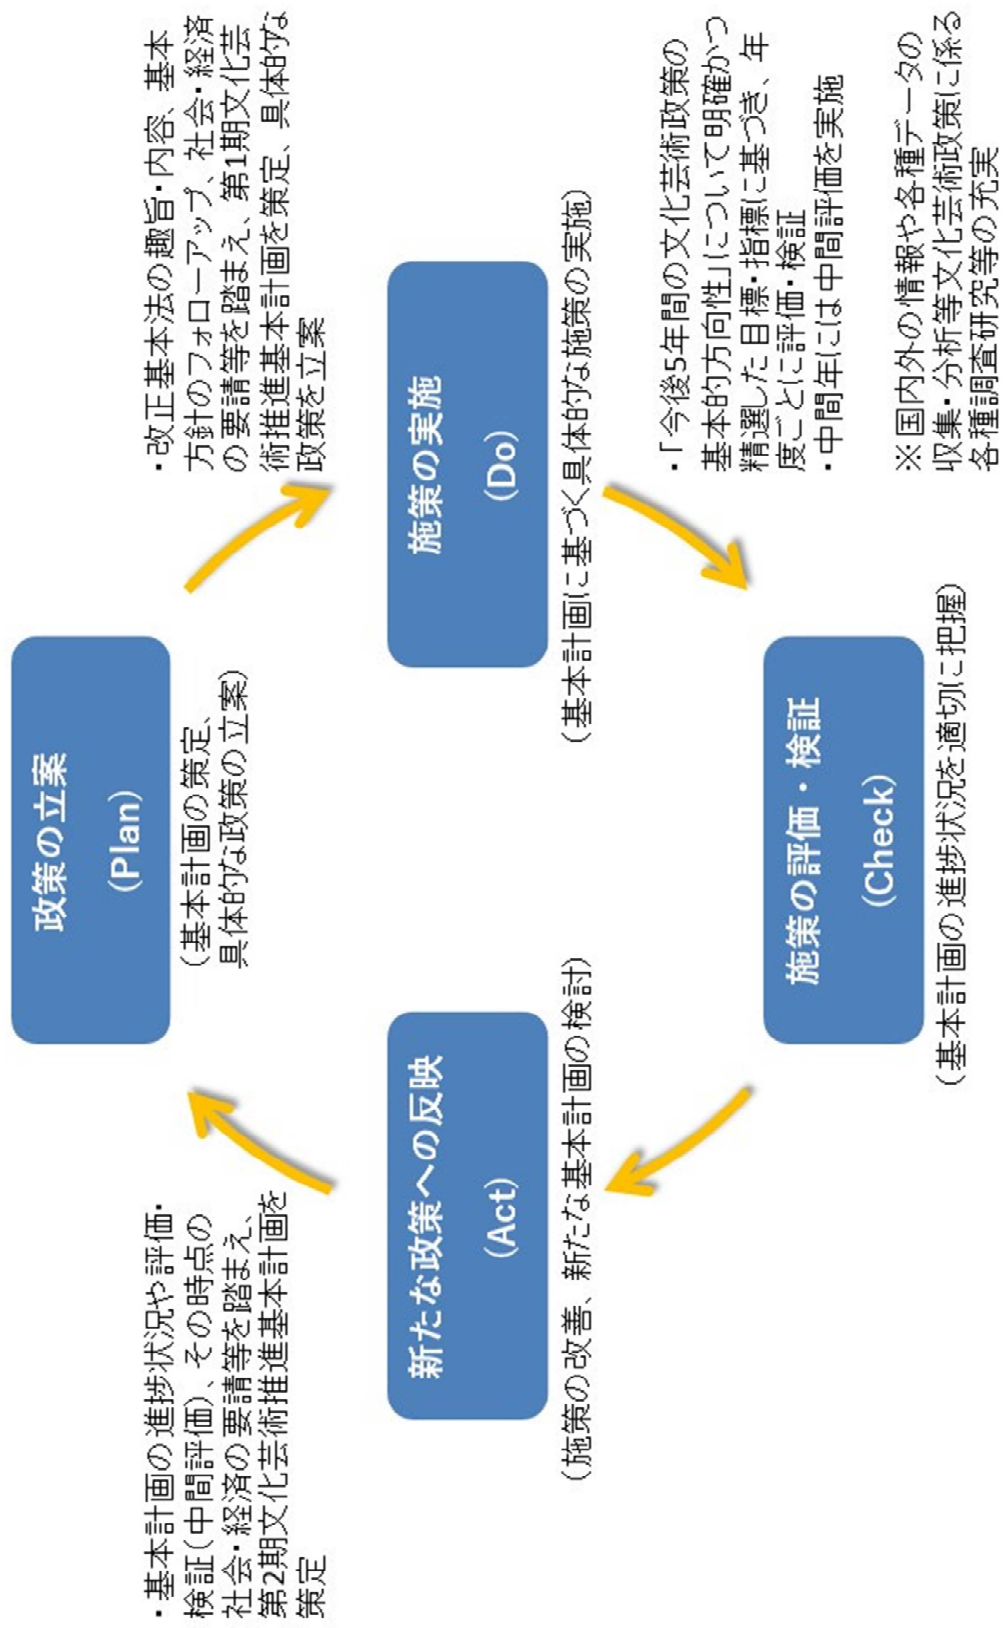 政策の立案
(Plan)
(基本計画の策定、
具体的な政策の立案)
・改正基本法の趣旨・内容、基本
方針のフォローアップ、社会・経済
の要請等を踏まえ、第1期文化芸
術推進基本計画を策定、具体的な
政策を立案
施策の実施
(Do)
(基本計画に基づく具体的な施策の実施)
・「今後5年間の文化芸術政策の
基本的方向性」について明確かつ
精選した目標・指標に基づき、年
度ごとに評価・検証
・中間年には中間評価を実施
※国内外の情報や各種データの
収集・分析等文化芸術政策に係る
各種調査研究等の充実
施策の評価・検証
(Check)
(基本計画の進捗状況を適切に把握)
新たな政策への反映
(Act)
(施策の改善、新たな基本計画の検討)
・基本計画の進捗状況や評価・
検証(中間評価)、その時点の
社会・経済の要請等を踏まえ、
第2期文化芸術推進基本計画を
策定